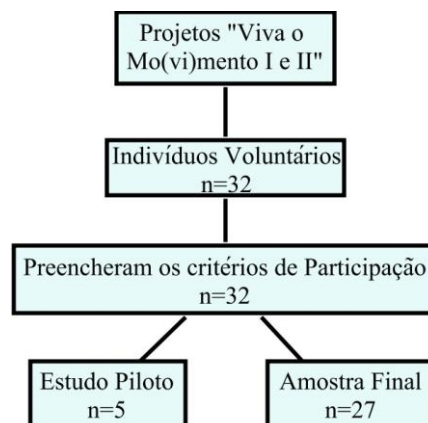 Projetos "Viva o
Mo(vi)mento I e II"
Indivíduos Voluntários
n=32
Preencheram os critérios de Participação
n=32
Estudo Piloto
n=5
Amostra Final
n=27